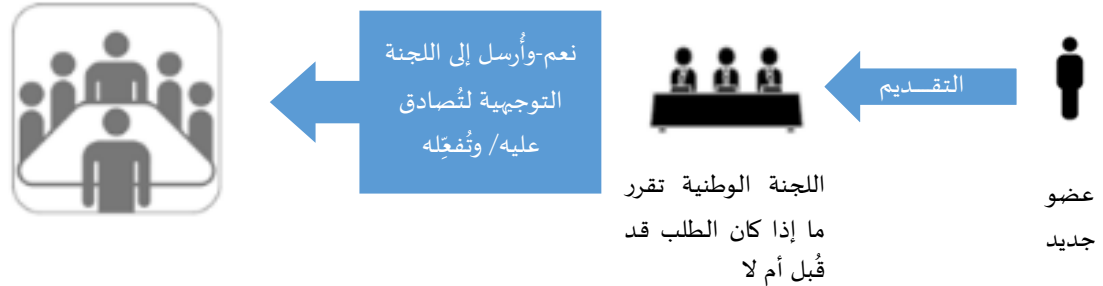 عضو
جديد
التقـــديم
اللجنة الوطنية تقرر
ما إذا كان الطلب قد
قُبل أم لا
نعم-وأُرسل إلى اللجنة
التوجيهية لتُصادق
عليه/ وتُفعِّله